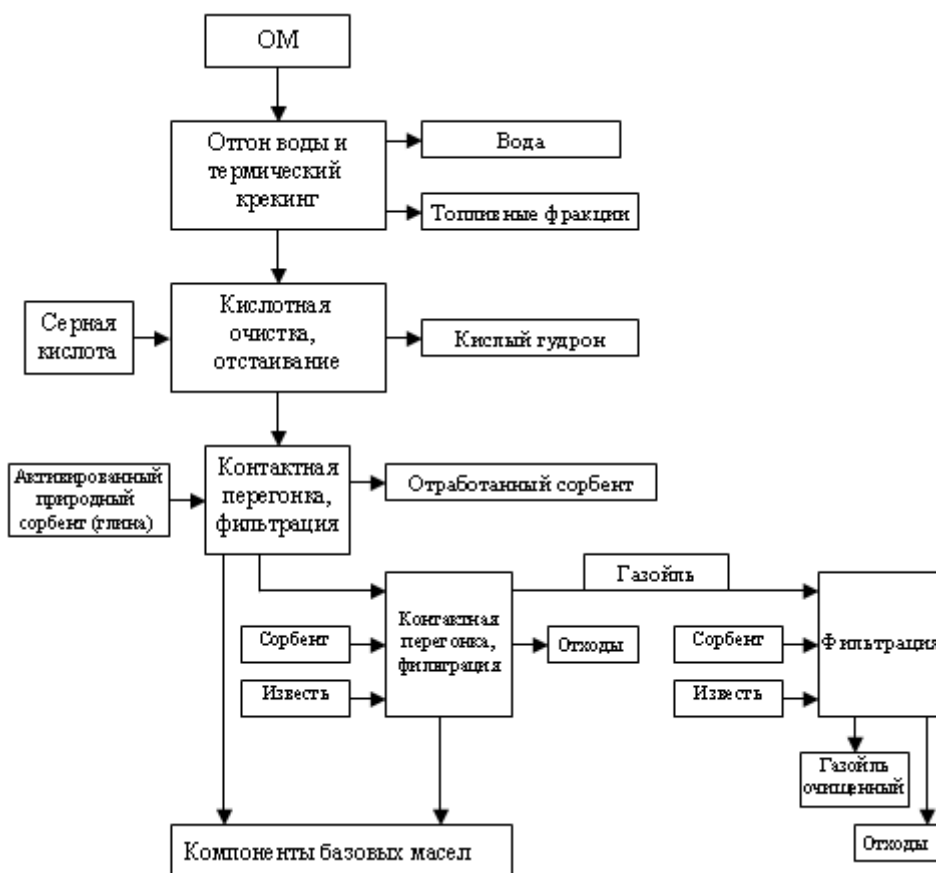 ОМ
Отгон воды и
термический
крекинг
Вода
Топливные фракции
Серная
кислота
Кислотная
очистка,
отстаивание
Кислый гудрон
Активированный
природный
сорбент (глина)
Контактная
перегонка,
фильтрация
Отработанный сорбент
Газойль
Контактная
перегонка,
филиграция
Сорбент
Известь
Отходы
Сорбент
Известь
Фильтрация
Газойль
очищенный
Отходы
Компоненты базовых масел